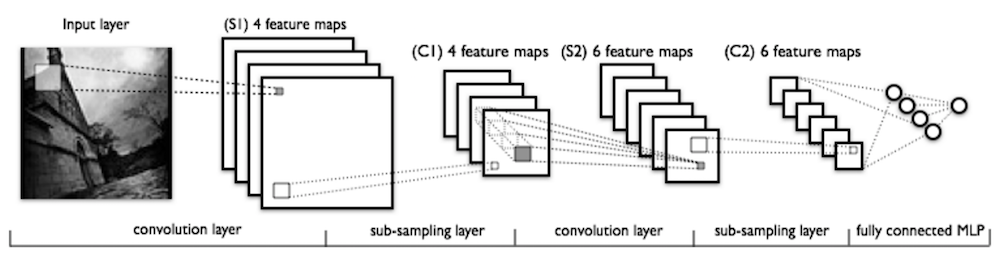 Input layer
(S1) 4 feature maps
(C1) 4 feature maps
(S2) 6 feature maps
(C2) 6 feature maps
convolution layer
sub-sampling layer
convolution layer
sub-sampling layer
fully connected MLP